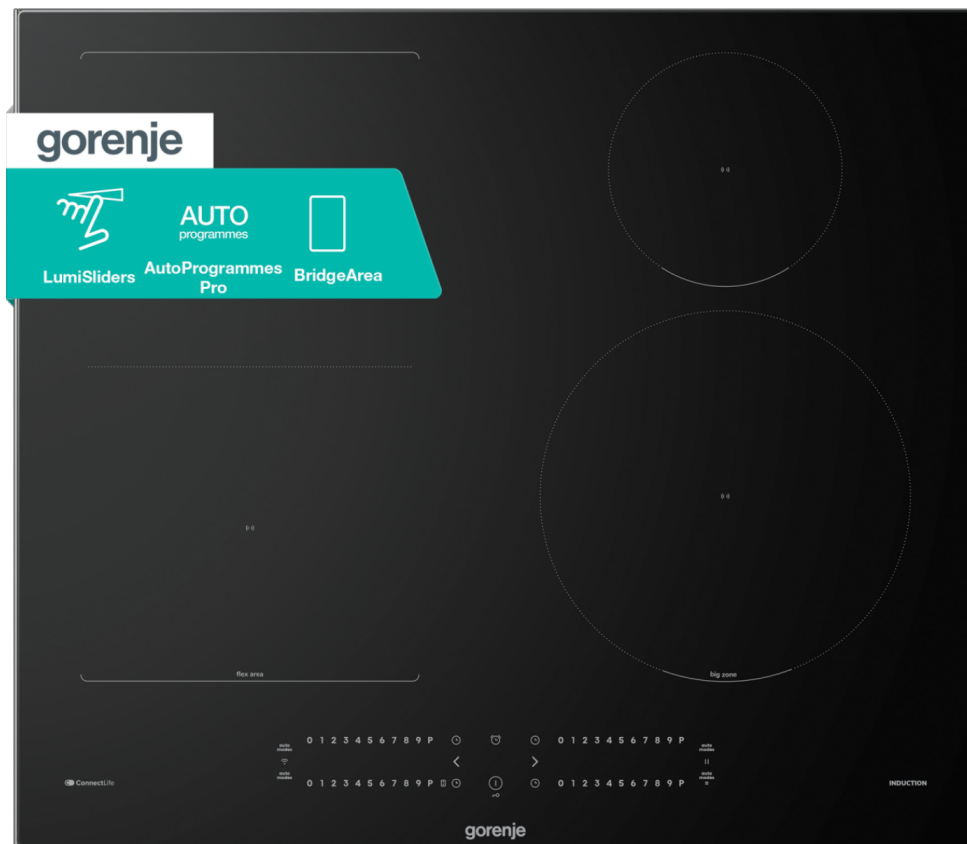 gorenje
AUTO
programmes
LumiSliders
AutoProgrammes
Pro
BridgeArea
flex area
big zone
auto
modes
0 1 2 3 4 5 6 7 8 9 P
0 1 2 3 4 5 6 7 8 9 P
auto
modes
auto
modes
0 1 2 3 4 5 6 7 8 9 P
0 1 2 3 4 5 6 7 8 9 P
auto
modes
ConnectLife
INDUCTION
gorenje